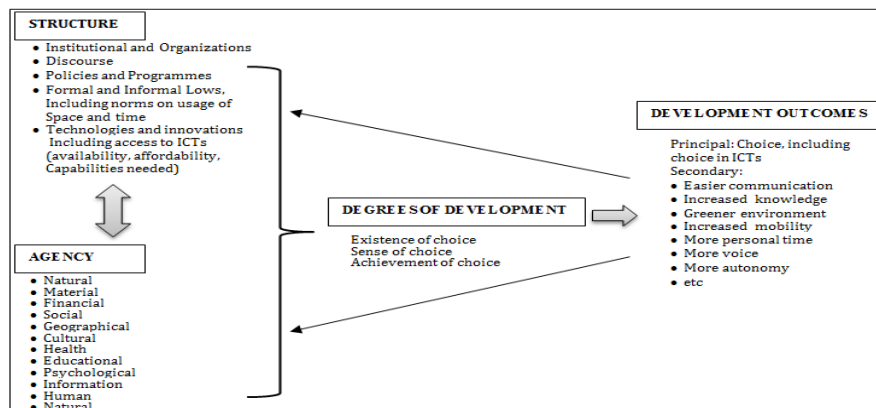 STRUCTURE
• Institutional and Organizations
• Discourse
• Policies and Programmes
• Formal and Informal Lows,
Including norms on usage of
Space and time
• Technologies and innovations
Including access to ICTs
(availability, affordability,
Capabilities needed)
AGENCY
• Natural
• Material
• Financial
• Social
• Geographical
• Cultural
• Health
• Educational
• Psychological
• Information
• Human
• Natural
DEGREES OF DEVELOPMENT
Existence of choice
Sense of choice
Achievement of choice
DEVELOPMENT OUTCOMES
Principal: Choice, including
choice in ICTs
Secondary:
• Easier communication
• Increased knowledge
• Greener environment
• Increased mobility
• More personal time
• More voice
• More autonomy
• etc